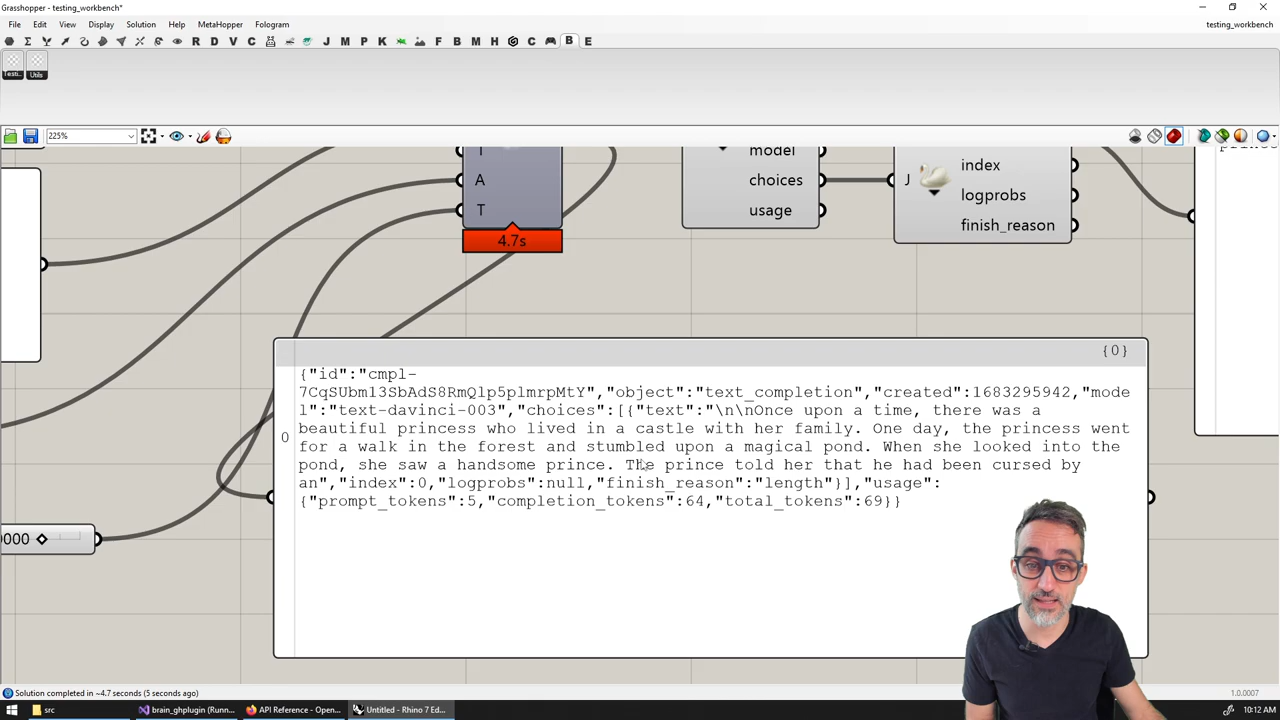 Grasshopper - testing_workbench*
File Edit View Display Solution Help MetaHopper Fologram
testing_workbench
R D V C J M P K F B M H C B E
Utils
225%
model
choices
usage
A
T
4.7s
J
index
logprobs
finish_reason
{0}
0
{"id":"cmpl-
7CqSUbm13SbAdS8RmQlp5plmrpMtY","object":"text_completion","created":1683295942,"mode
l":"text-davinci-003","choices":[{"text":"\n\nOnce upon a time, there was a
beautiful princess who lived in a castle with her family. One day, the princess went
for a walk in the forest and stumbled upon a magical pond. When she looked into the
pond, she saw a handsome prince. The prince told her that he had been cursed by
an","index":0,"logprobs":null,"finish_reason":"length"}],"usage":
{"prompt_tokens":5,"completion_tokens":64,"total_tokens":69}}
0000
Solution completed in ~4.7 seconds (5 seconds ago)
1.0.0007
src
brain_ghplugin (Runn...
API Reference - Open...
Untitled - Rhino 7 Ed...
10:12 AM